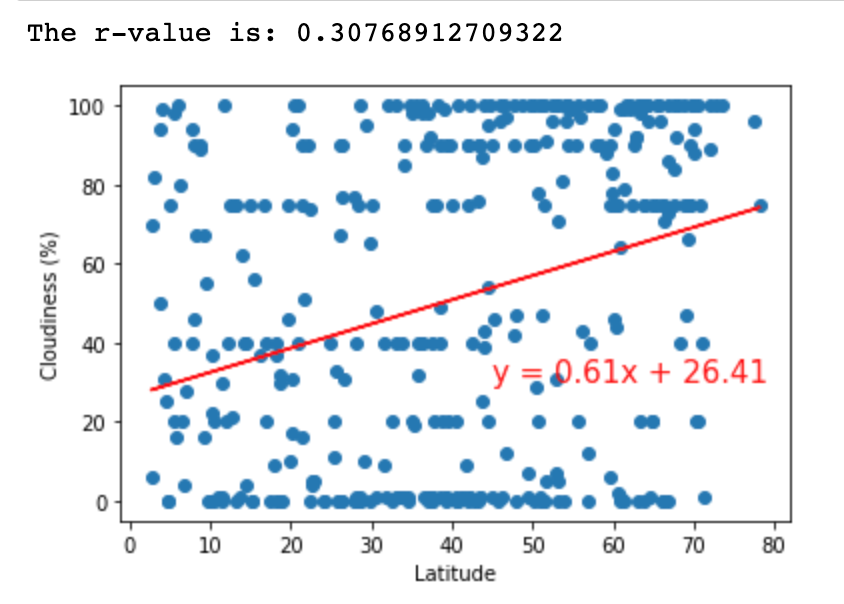 The r-value is: 0.30768912709322
100
80
60
40
20
0
Cloudiness (%)
y = 0.61x + 26.41
0 10 20 30 40 50 60 70 80
Latitude